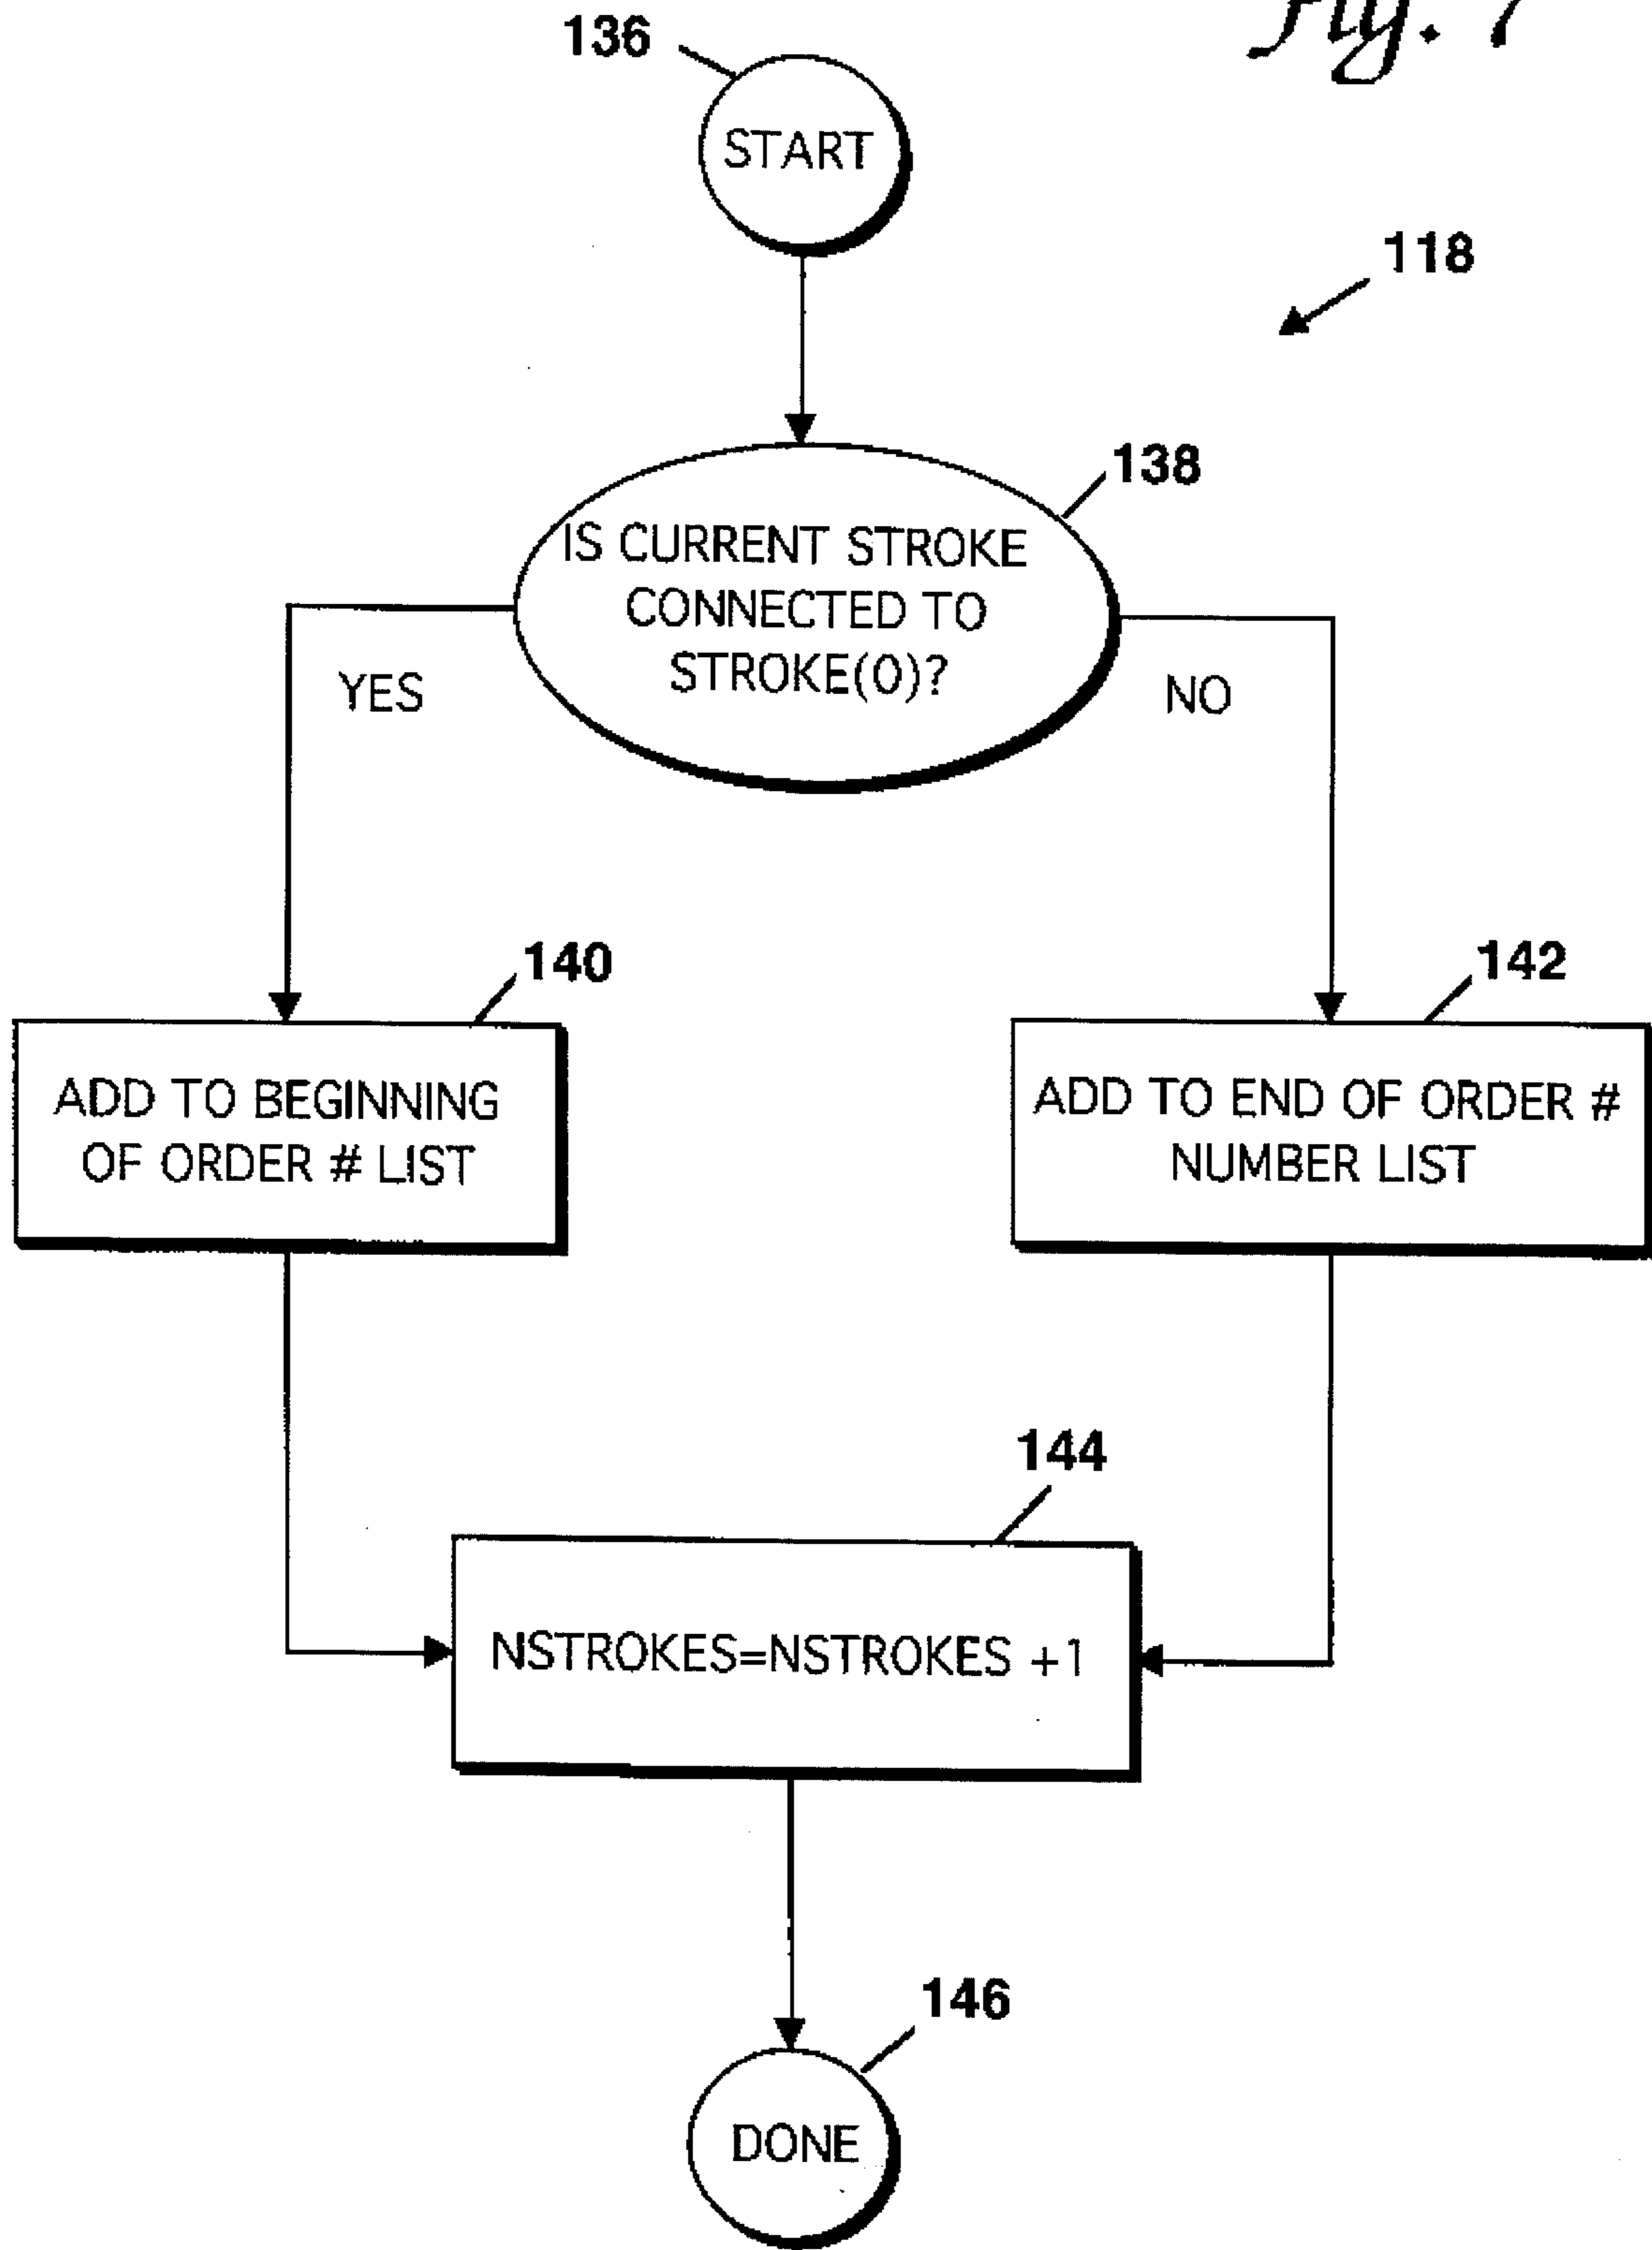 Fig. 7
136
START
118
138
IS CURRENT STROKE
CONNECTED TO
STROKE(0)?
YES
NO
140
142
ADD TO BEGINNING
OF ORDER # LIST
ADD TO END OF ORDER #
NUMBER LIST
144
NSTROKES=NSTROKES +1
146
DONE